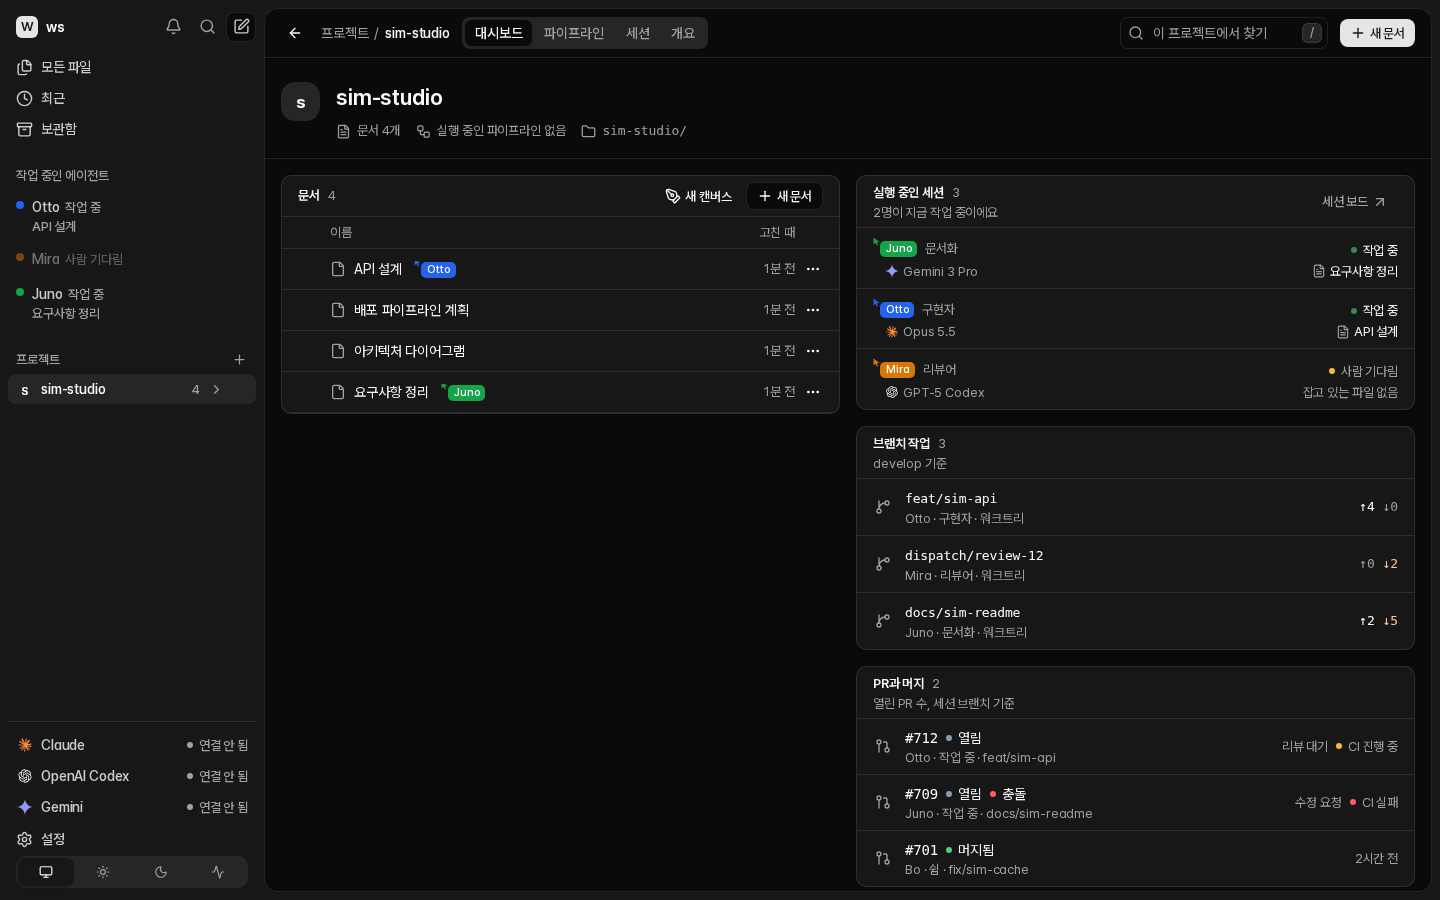 W ws
모든 파일
최근
보관함
작업 중인 에이전트
Otto 작업 중
API 설계
Mira 사람 기다림
Juno 작업 중
요구사항 정리
프로젝트
s sim-studio 4
Claude 연결 안 됨
OpenAI Codex 연결 안 됨
Gemini 연결 안 됨
설정
프로젝트 / sim-studio 대시보드 파이프라인 세션 개요 이 프로젝트에서 찾기 / 새 문서
s sim-studio
문서 4개 실행 중인 파이프라인 없음 sim-studio/
문서 4 새 캔버스 새 문서
이름 고친 때
API 설계 Otto 1분 전
배포 파이프라인 계획 1분 전
아키텍처 다이어그램 1분 전
요구사항 정리 Juno 1분 전
실행 중인 세션 3
2명이 지금 작업 중이에요
세션 보드
Juno 문서화 작업 중
Gemini 3 Pro 요구사항 정리
Otto 구현자 작업 중
Opus 5.5 API 설계
Mira 리뷰어 사람 기다림
GPT-5 Codex 잡고 있는 파일 없음
브랜치 작업 3
develop 기준
feat/sim-api
Otto · 구현자 · 워크트리
↑4 ↓0
dispatch/review-12
Mira · 리뷰어 · 워크트리
↑0 ↓2
docs/sim-readme
Juno · 문서화 · 워크트리
↑2 ↓5
PR과 머지 2
열린 PR 수, 세션 브랜치 기준
#712 열림
Otto · 작업 중 · feat/sim-api
리뷰 대기 CI 진행 중
#709 열림 충돌
Juno · 작업 중 · docs/sim-readme
수정 요청 CI 실패
#701 머지됨
Bo · 쉼 · fix/sim-cache
2시간 전